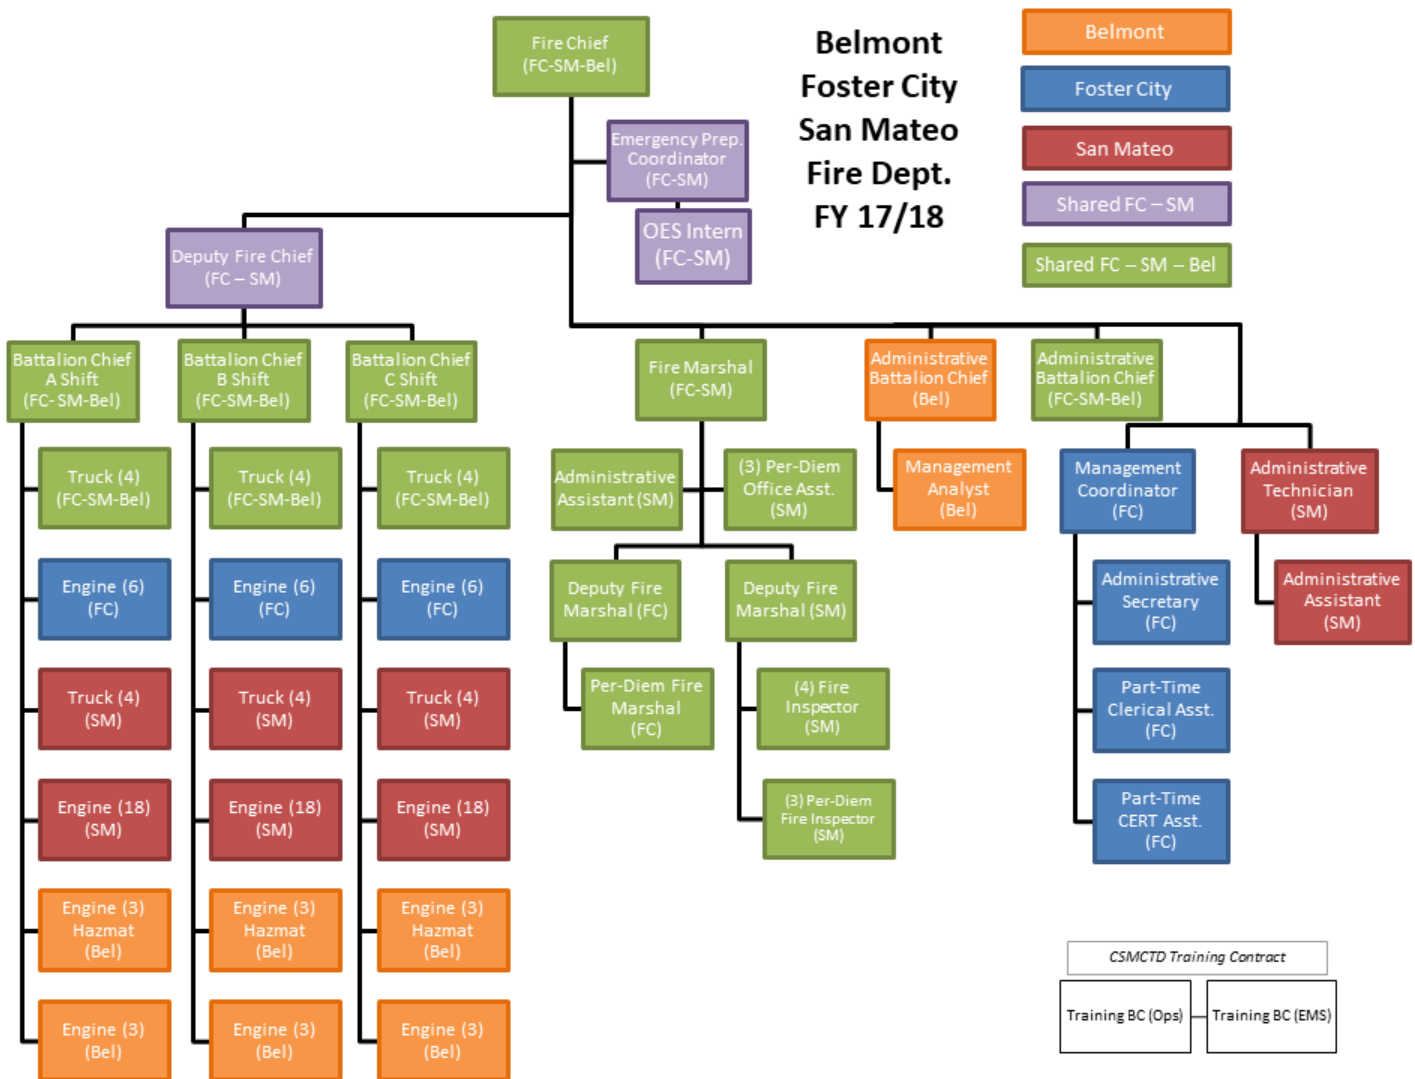 Fire Chief
(FC-SM-Bel)
Belmont
Foster City
San Mateo
Fire Dept.
FY 17/18
Belmont
Foster City
San Mateo
Shared FC – SM
Shared FC – SM – Bel
Emergency Prep.
Coordinator
(FC-SM)
OES Intern
(FC-SM)
Deputy Fire Chief
(FC – SM)
Battalion Chief
A Shift
(FC- SM-Bel)
Battalion Chief
B Shift
(FC-SM-Bel)
Battalion Chief
C Shift
(FC-SM-Bel)
Fire Marshal
(FC-SM)
Administrative
Battalion Chief
(Bel)
Administrative
Battalion Chief
(FC-SM-Bel)
Truck (4)
(FC-SM-Bel)
Truck (4)
(FC-SM-Bel)
Truck (4)
(FC-SM-Bel)
Administrative
Assistant (SM)
(3) Per-Diem
Office Asst.
(SM)
Management
Analyst
(Bel)
Management
Coordinator
(FC)
Administrative
Technician
(SM)
Engine (6)
(FC)
Engine (6)
(FC)
Engine (6)
(FC)
Deputy Fire
Marshal (FC)
Deputy Fire
Marshal (SM)
Administrative
Secretary
(FC)
Administrative
Assistant
(SM)
Truck (4)
(SM)
Truck (4)
(SM)
Truck (4)
(SM)
Per-Diem Fire
Marshal
(FC)
(4) Fire
Inspector
(SM)
Part-Time
Clerical Asst.
(FC)
Engine (18)
(SM)
Engine (18)
(SM)
Engine (18)
(SM)
(3) Per-Diem
Fire Inspector
(SM)
Part-Time
CERT Asst.
(FC)
Engine (3)
Hazmat
(Bel)
Engine (3)
Hazmat
(Bel)
Engine (3)
Hazmat
(Bel)
CSMCTD Training Contract
Training BC (Ops)
Training BC (EMS)
Engine (3)
(Bel)
Engine (3)
(Bel)
Engine (3)
(Bel)